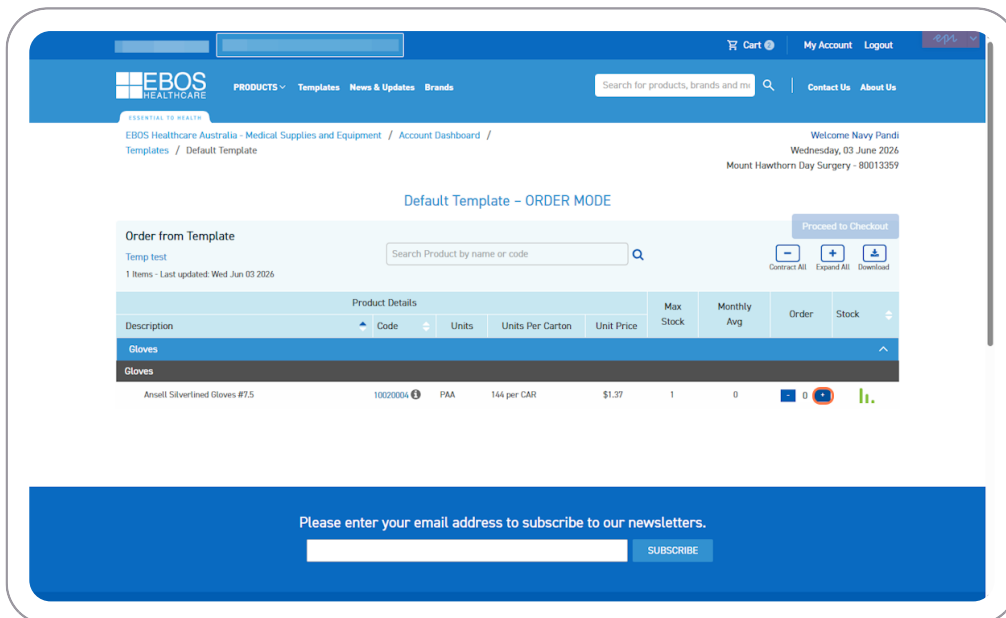 Cart
My Account Logout
EBOS
HEALTHCARE
ESSENTIAL TO HEALTH
PRODUCTS Templates News & Updates Brands
Search for products, brands and mo
Contact Us About Us
EBOS Healthcare Australia - Medical Supplies and Equipment / Account Dashboard /
Templates / Default Template
Welcome Navy Pandi
Wednesday, 03 June 2026
Mount Hawthorn Day Surgery - 80013359
Default Template – ORDER MODE
Order from Template
Temp test
1 Items - Last updated: Wed Jun 03 2026
Search Product by name or code
Proceed to Checkout
Contract All Expand All Download
Product Details
Max Stock
Monthly Avg
Order
Stock
Description Code Units Units Per Carton Unit Price
Gloves
Gloves
Ansell Silverlined Gloves #7.5 10020004 PAA 144 per CAR $1.37 1 0 - 0 +
Please enter your email address to subscribe to our newsletters.
SUBSCRIBE